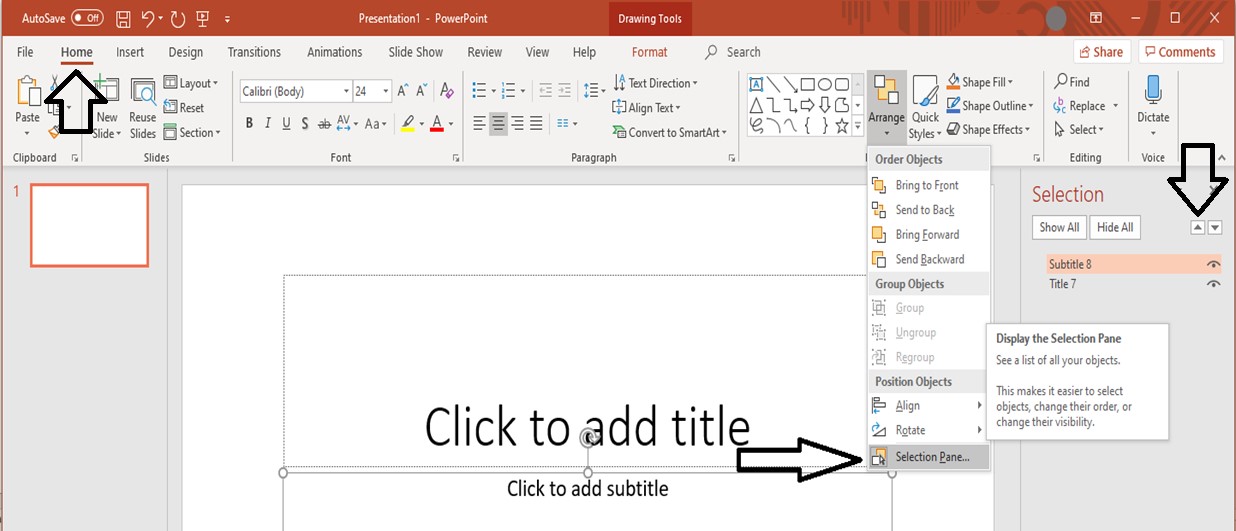 AutoSave Off Presentation1 - PowerPoint Drawing Tools
File Home Insert Design Transitions Animations Slide Show Review View Help Format Search Share Comments
Paste
Clipboard
New
Slide
Reuse
Slides
Layout
Reset
Section
Slides
Calibri (Body) 24 A A A
B I U S ab AV Aa A
Font
Text Direction
Align Text
Convert to SmartArt
Paragraph
Arrange
Quick
Styles
Shape Fill
Shape Outline
Shape Effects
Find
Replace
Select
Editing
Dictate
Voice
1
Click to add title
Click to add subtitle
Order Objects
Bring to Front
Send to Back
Bring Forward
Send Backward
Group Objects
Group
Ungroup
Regroup
Position Objects
Align
Rotate
Selection Pane...
Display the Selection Pane
See a list of all your objects.
This makes it easier to select
objects, change their order, or
change their visibility.
Selection
Show All Hide All
Subtitle 8
Title 7